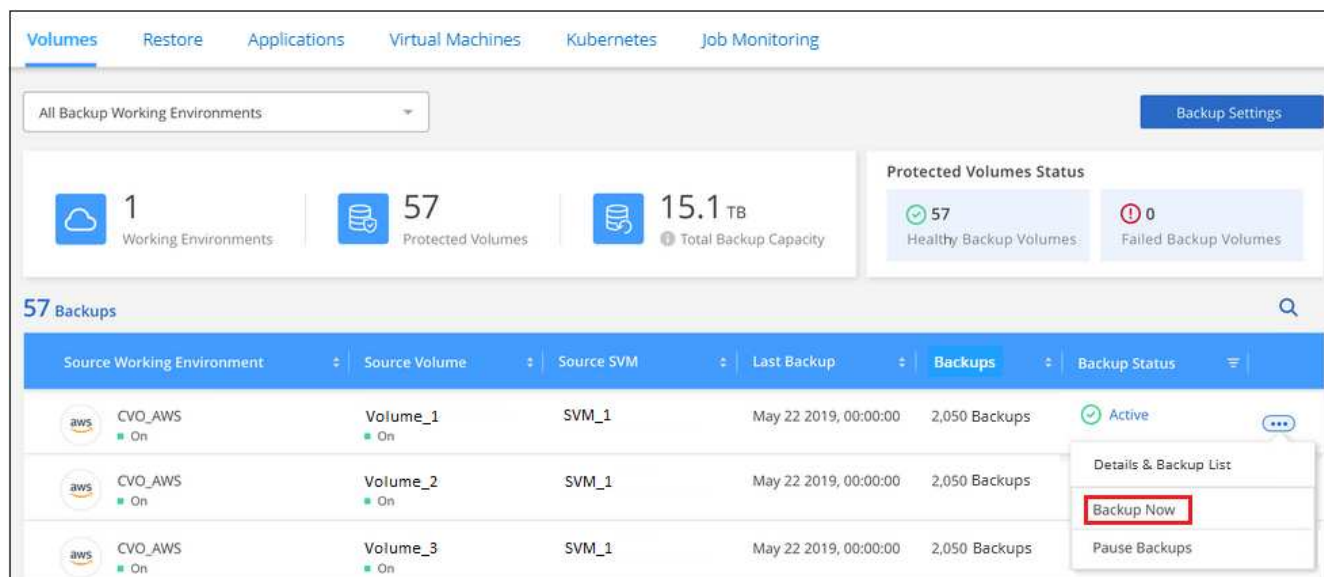 Volumes Restore Applications Virtual Machines Kubernetes Job Monitoring
All Backup Working Environments
Backup Settings
1
Working Environments
57
Protected Volumes
15.1 TB
Total Backup Capacity
Protected Volumes Status
57
Healthy Backup Volumes
0
Failed Backup Volumes
57 Backups
Source Working Environment Source Volume Source SVM Last Backup Backups Backup Status
aws CVO_AWS Volume_1 SVM_1 May 22 2019, 00:00:00 2,050 Backups Active
On On
Details & Backup List
aws CVO_AWS Volume_2 SVM_1 May 22 2019, 00:00:00 2,050 Backups
On On
Backup Now
Pause Backups
aws CVO_AWS Volume_3 SVM_1 May 22 2019, 00:00:00 2,050 Backups
On On